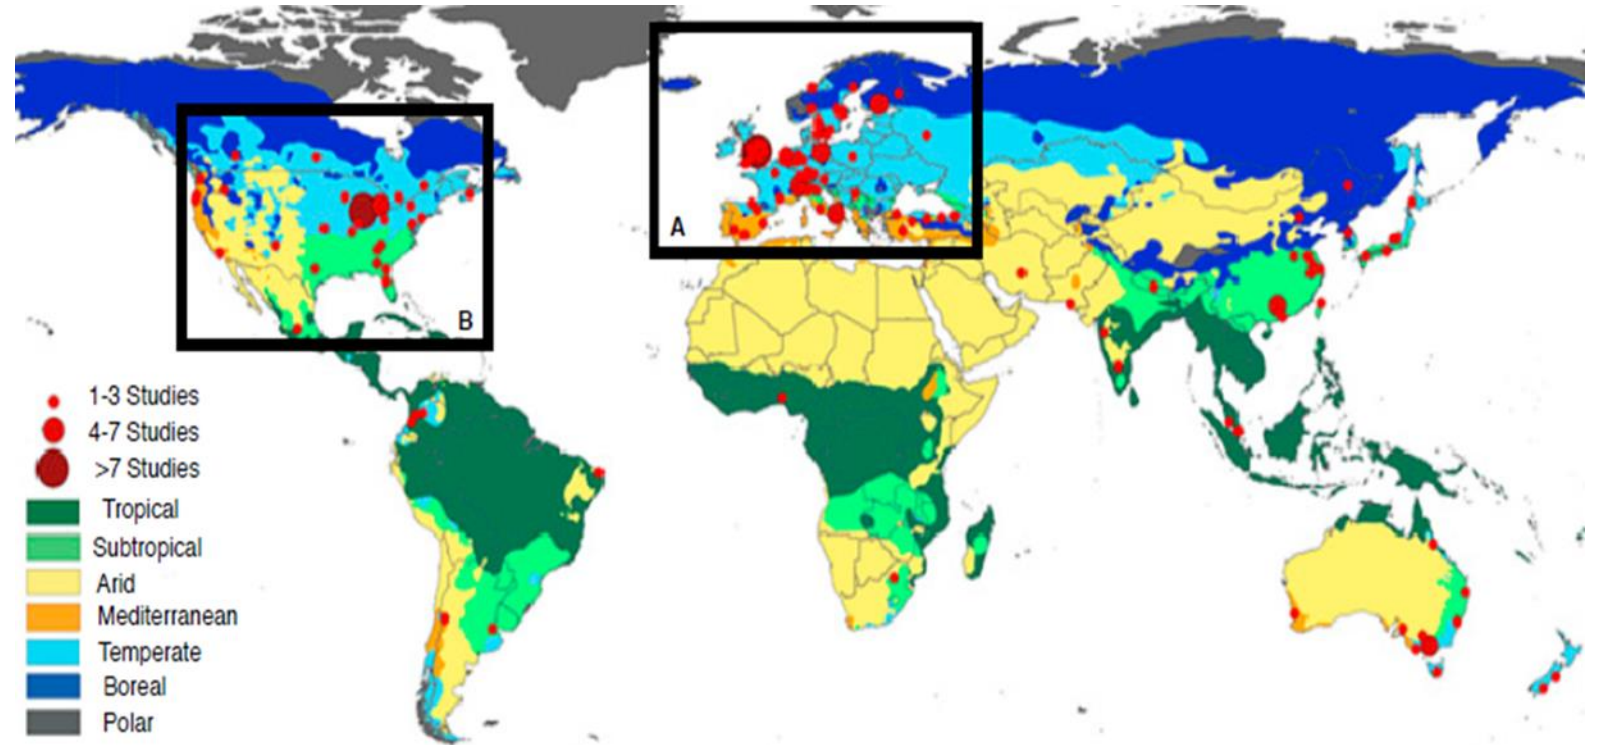 A
B
1-3 Studies
4-7 Studies
>7 Studies
Tropical
Subtropical
Arid
Mediterranean
Temperate
Boreal
Polar